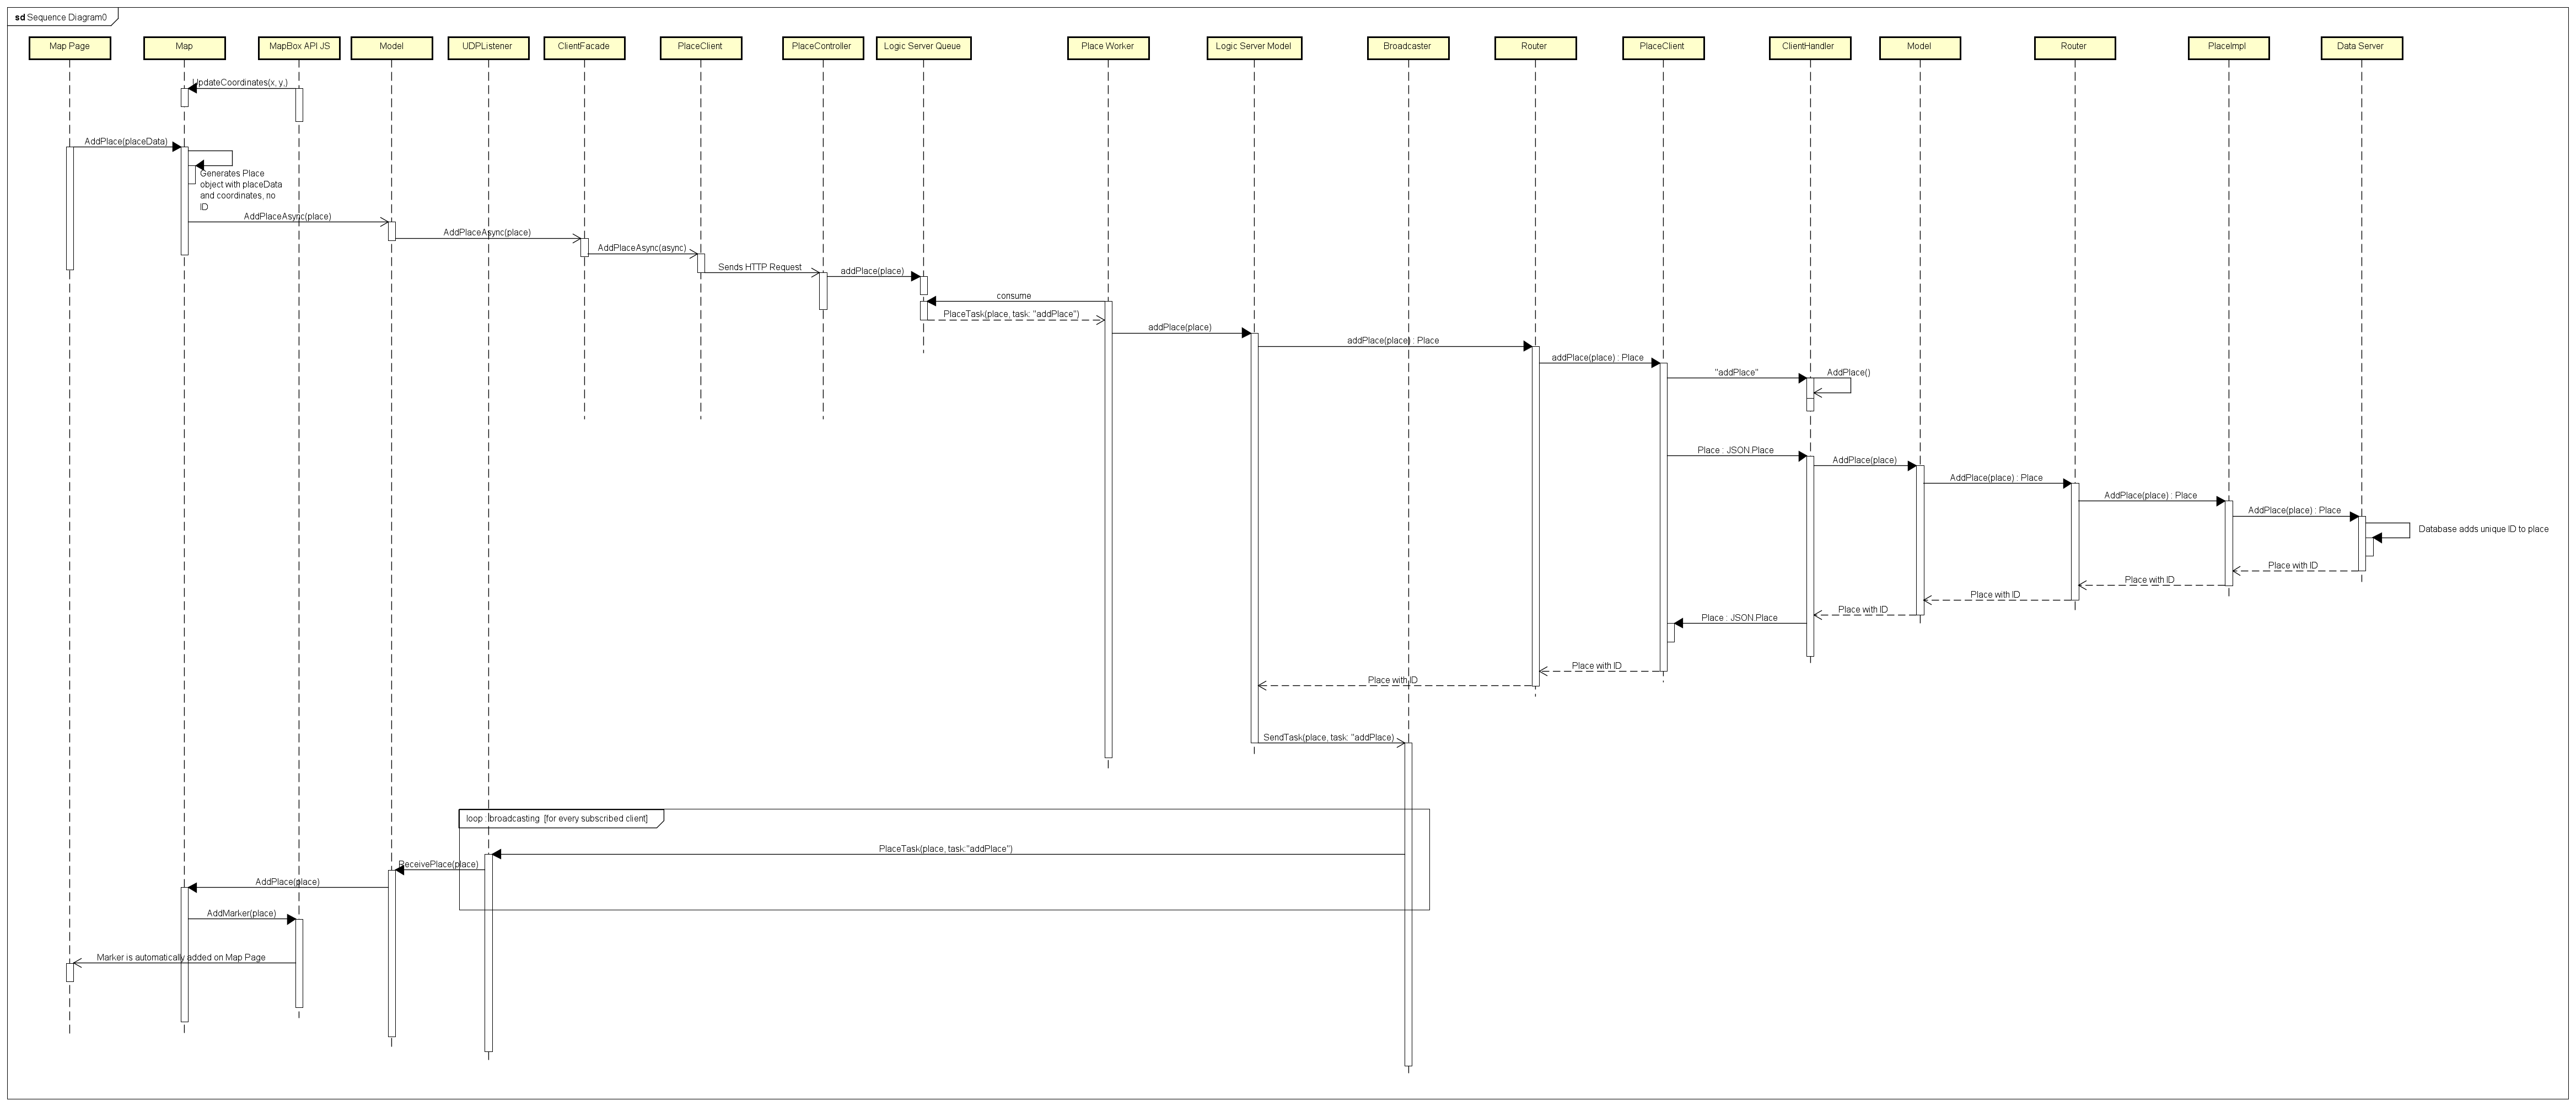 sd Sequence Diagram0
Map Page
Map
MapBox API JS
Model
UDPListener
ClientFacade
PlaceClient
PlaceController
Logic Server Queue
Place Worker
Logic Server Model
Broadcaster
Router
PlaceClient
ClientHandler
Model
Router
PlaceImpl
Data Server
UpdateCoordinates(x, y,)
AddPlace(placeData)
Generates Place
object with placeData
and coordinates, no
ID
AddPlaceAsync(place)
AddPlaceAsync(place)
AddPlaceAsync(async)
Sends HTTP Request
addPlace(place)
consume
PlaceTask(place, task: "addPlace")
addPlace(place)
addPlace(place) : Place
addPlace(place) : Place
"addPlace"
AddPlace()
Place : JSON.Place
AddPlace(place)
AddPlace(place) : Place
AddPlace(place) : Place
AddPlace(place) : Place
Database adds unique ID to place
Place with ID
Place with ID
Place with ID
Place with ID
Place : JSON.Place
Place with ID
Place with ID
SendTask(place, task: "addPlace)
loop : broadcasting [for every subscribed client]
PlaceTask(place, task:"addPlace")
ReceivePlace(place)
AddPlace(place)
AddMarker(place)
Marker is automatically added on Map Page